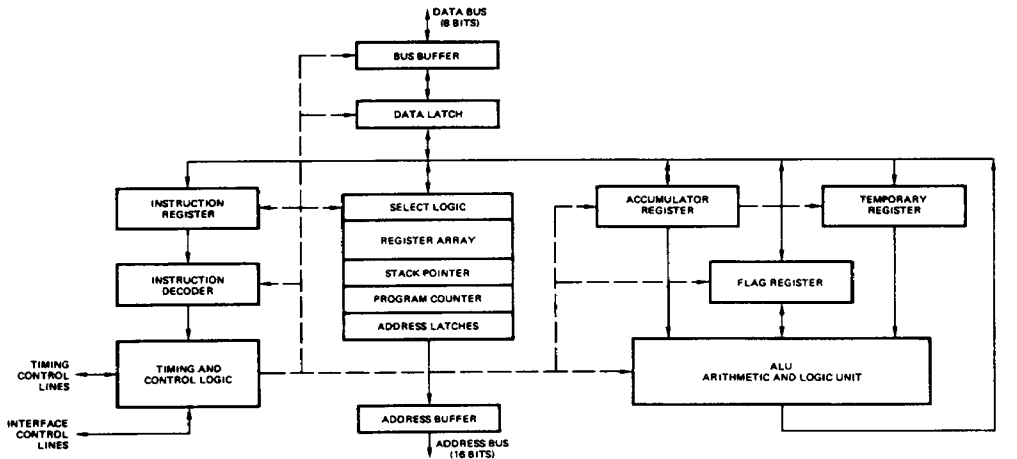 DATA BUS
(8 BITS)
BUS BUFFER
DATA LATCH
INSTRUCTION
REGISTER
SELECT LOGIC
ACCUMULATOR
REGISTER
TEMPORARY
REGISTER
REGISTER ARRAY
INSTRUCTION
DECODER
STACK POINTER
FLAG REGISTER
PROGRAM COUNTER
ADDRESS LATCHES
TIMING
CONTROL
LINES
TIMING AND
CONTROL LOGIC
ALU
ARITHMETIC AND LOGIC UNIT
INTERFACE
CONTROL
LINES
ADDRESS BUFFER
ADDRESS BUS
(16 BITS)